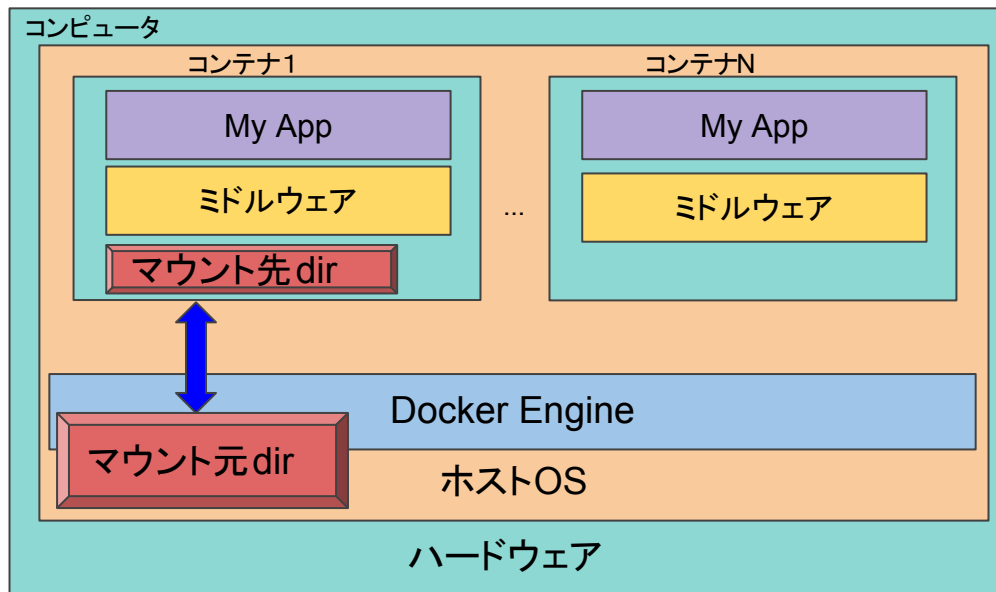 コンピュータ
コンテナ1
コンテナN
My App
My App
ミドルウェア
ミドルウェア
...
マウント先dir
Docker Engine
マウント元dir
ホストOS
ハードウェア